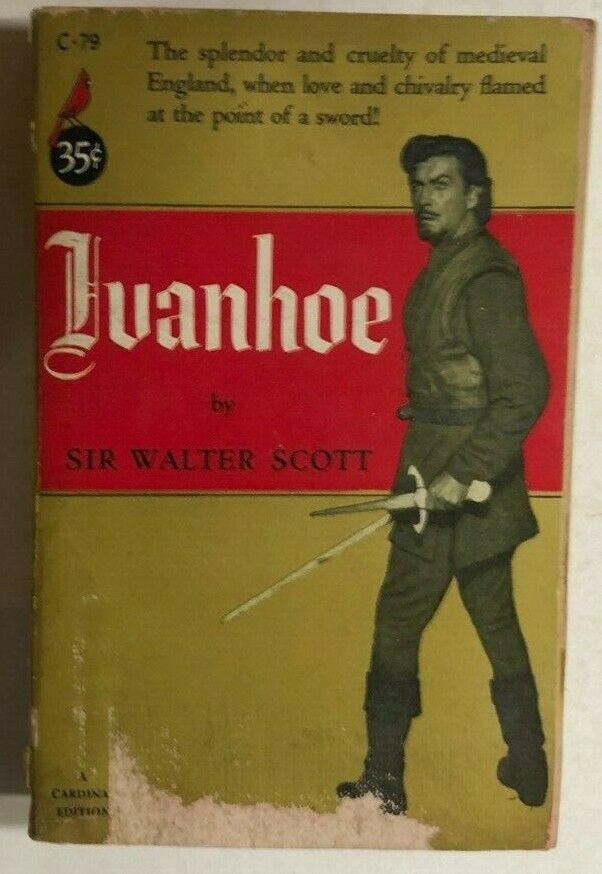 C-79
35¢
The splendor and cruelty of medieval
England, when love and chivalry flamed
at the point of a sword!
Ivanhoe
by
SIR WALTER SCOTT
A
CARDINA
EDITION